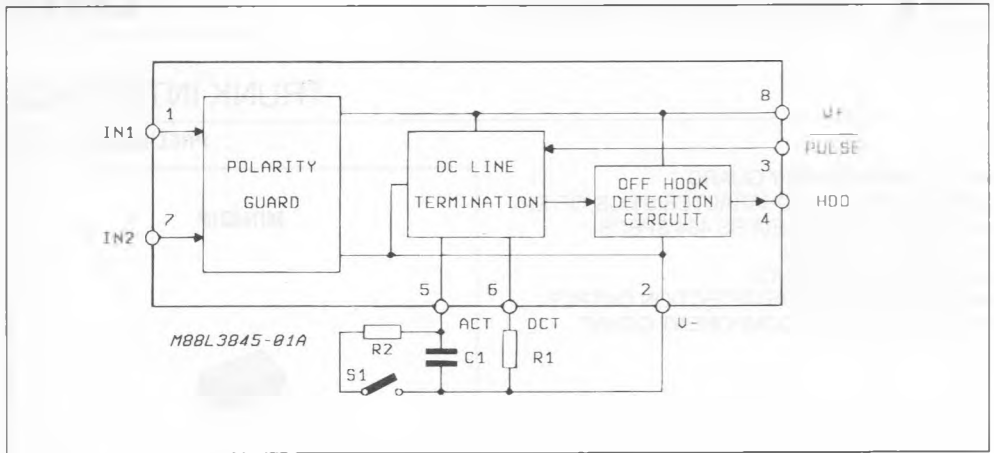 8
V+
IN1
1
PULSE
POLARITY
GUARD
DC LINE
TERMINATION
3
OFF HOOK
DETECTION
CIRCUIT
HDO
4
7
IN2
5
6
2
ACT
DCT
V-
M88L3845-01A
R2
C1
R1
S1